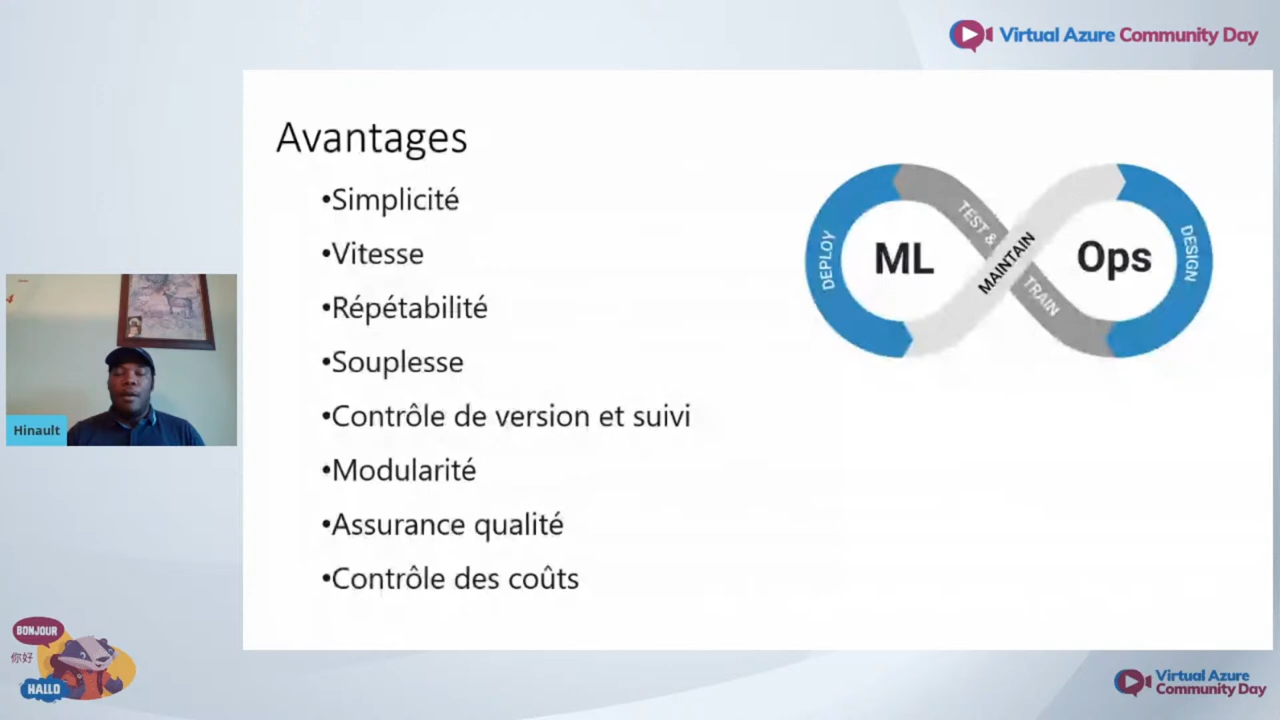 Virtual Azure Community Day
Avantages
•Simplicité
•Vitesse
•Répétabilité
•Souplesse
•Contrôle de version et suivi
•Modularité
•Assurance qualité
•Contrôle des coûts
DEPLOY
ML
TEST &
MAINTAIN
TRAIN
Ops
DESIGN
Hinault
BONJOUR
你好
HALLO
Virtual Azure
Community Day